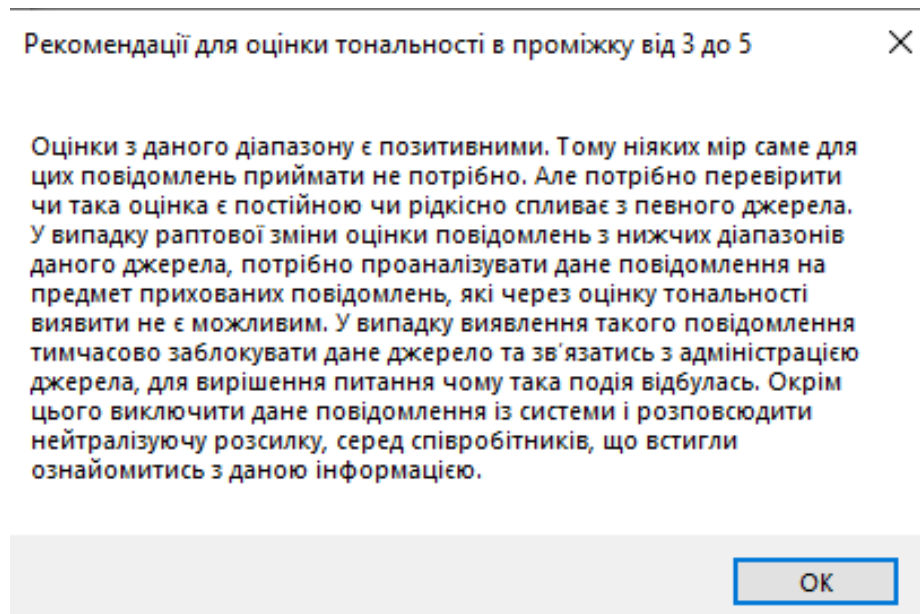 Рекомендації для оцінки тональності в проміжку від 3 до 5
Оцінки з даного діапазону є позитивними. Тому ніяких мір саме для
цих повідомлень приймати не потрібно. Але потрібно перевірити
чи така оцінка є постійною чи рідкісно спливає з певного джерела.
У випадку раптової зміни оцінки повідомлень з нижчих діапазонів
даного джерела, потрібно проаналізувати дане повідомлення на
предмет прихованих повідомлень, які через оцінку тональності
виявити не є можливим. У випадку виявлення такого повідомлення
тимчасово заблокувати дане джерело та зв'язатись з адміністрацією
джерела, для вирішення питання чому така подія відбулась. Окрім
цього виключити дане повідомлення із системи і розповсюдити
нейтралізуючу розсилку, серед співробітників, що встигли
ознайомитись з даною інформацією.
OK